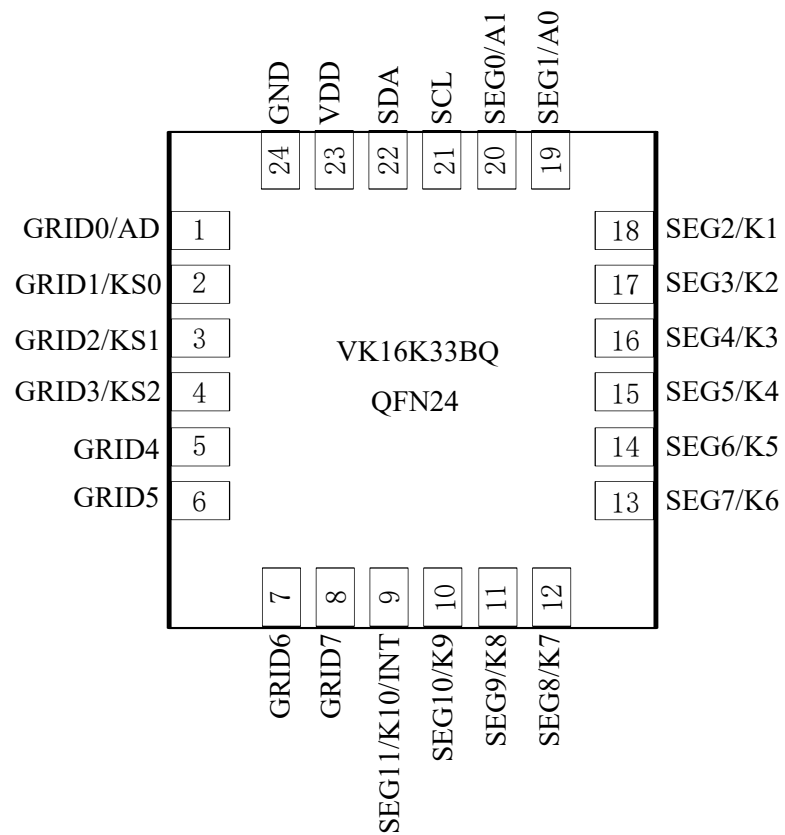 GND
VDD
SDA
SCL
SEG0/A1
SEG1/A0
24
23
22
21
20
19
GRID0/AD 1
18 SEG2/K1
GRID1/KS0 2
17 SEG3/K2
GRID2/KS1 3
16 SEG4/K3
GRID3/KS2 4
15 SEG5/K4
GRID4 5
14 SEG6/K5
GRID5 6
13 SEG7/K6
VK16K33BQ
QFN24
7
8
9
10
11
12
GRID6
GRID7
SEG11/K10/INT
SEG10/K9
SEG9/K8
SEG8/K7